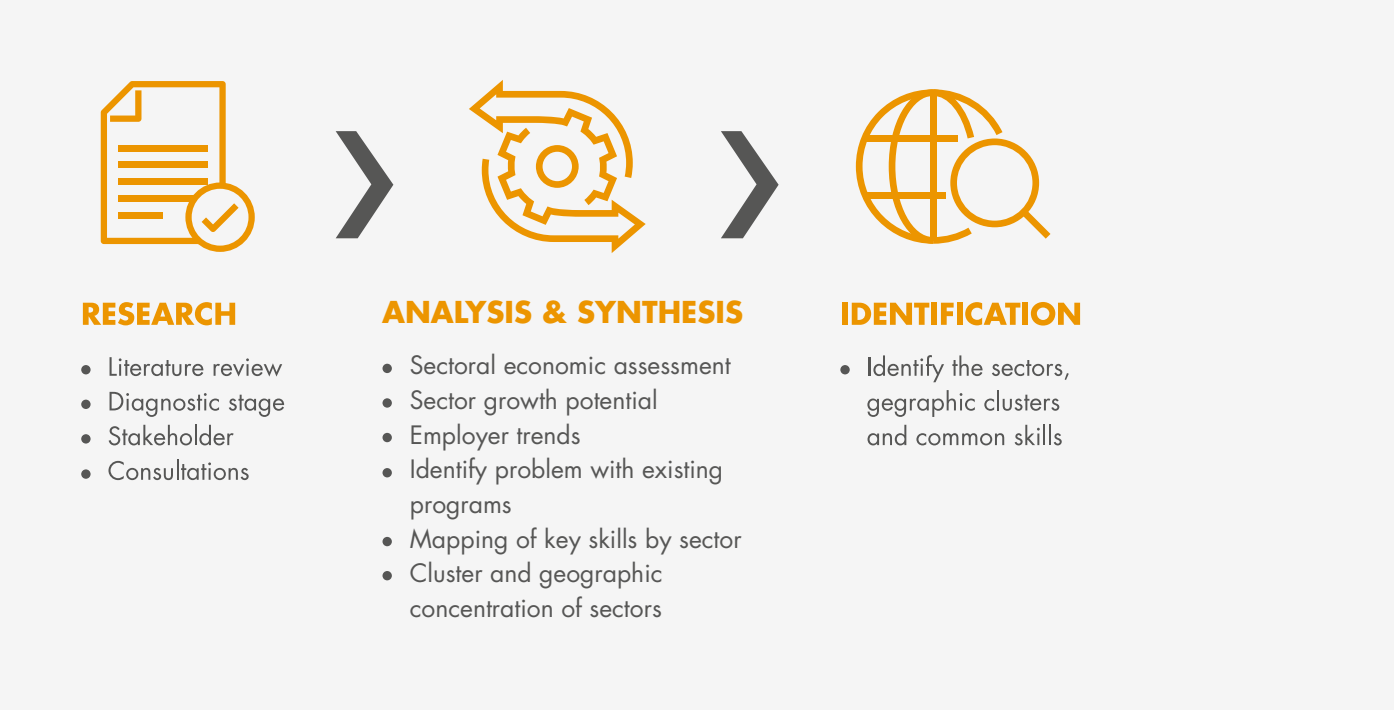 RESEARCH
• Literature review
• Diagnostic stage
• Stakeholder
• Consultations
ANALYSIS & SYNTHESIS
• Sectoral economic assessment
• Sector growth potential
• Employer trends
• Identify problem with existing
programs
• Mapping of key skills by sector
• Cluster and geographic
concentration of sectors
IDENTIFICATION
• Identify the sectors,
gegraphic clusters
and common skills